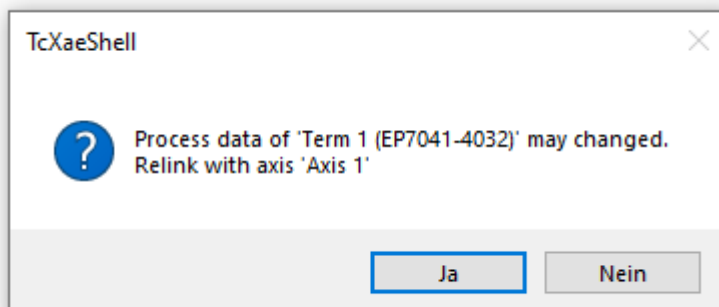 TcXaeShell
Process data of 'Term 1 (EP7041-4032)' may changed.
Relink with axis 'Axis 1'
Ja
Nein